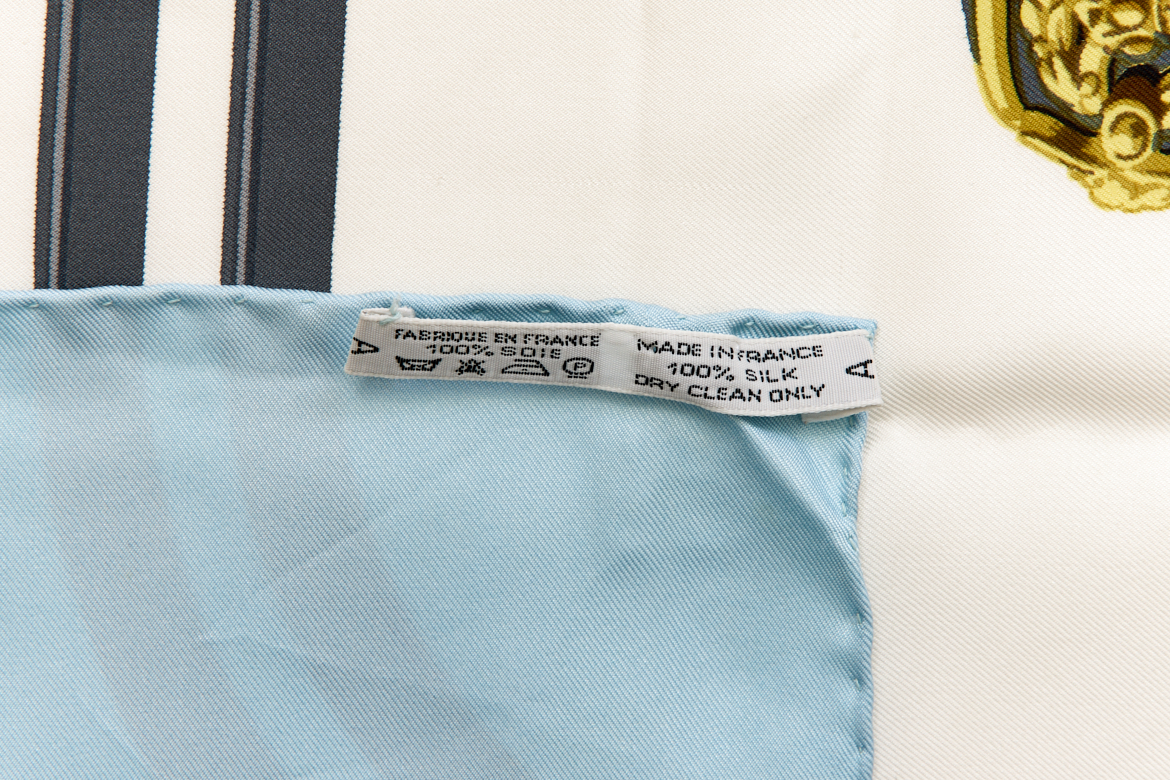 A
FABRIQUE EN FRANCE
100% SOIE
P
MADE IN FRANCE
100% SILK
DRY CLEAN ONLY
A